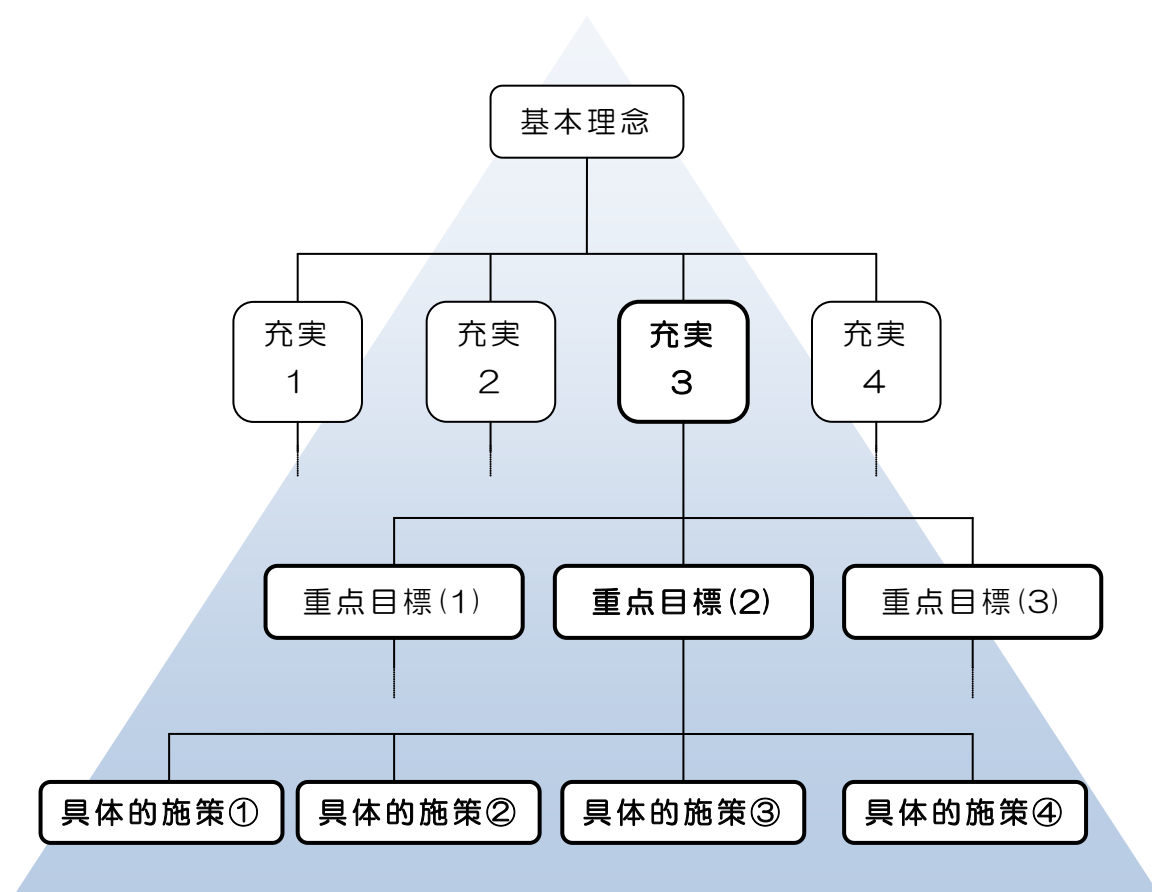 基本理念
充実
1
充実
2
充実
3
充実
4
重点目標(1)
重点目標(2)
重点目標(3)
具体的施策①
具体的施策②
具体的施策③
具体的施策④